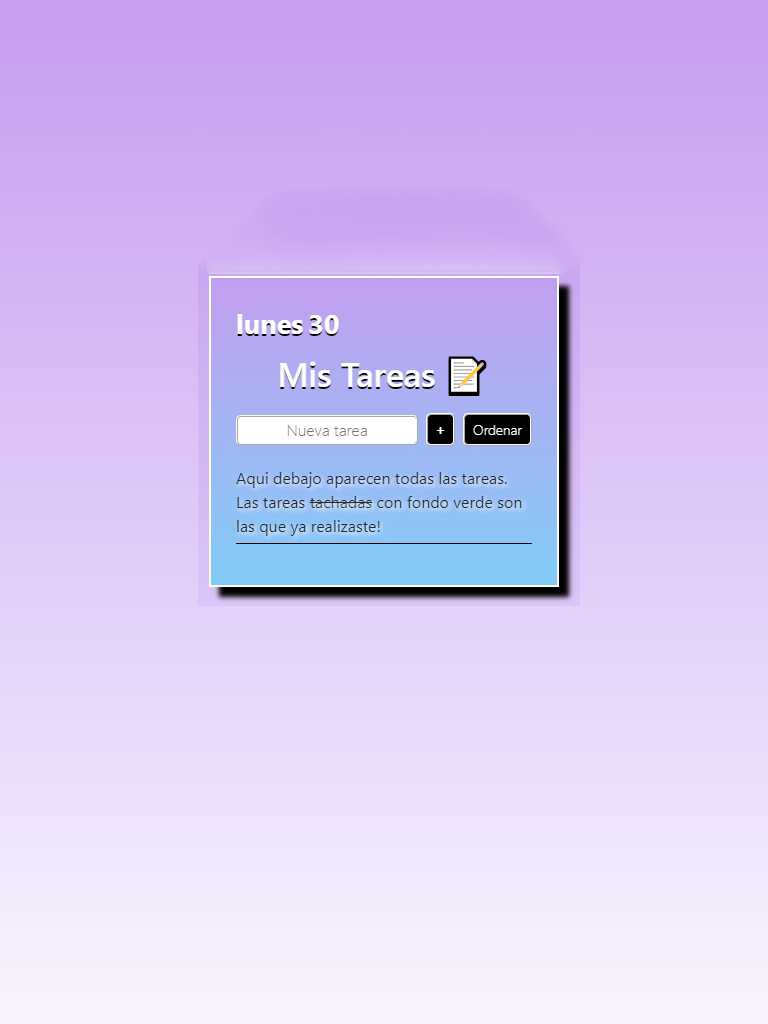 lunes 30
Mis Tareas 📝
Nueva tarea
+
Ordenar
Aqui debajo aparecen todas las tareas.
Las tareas tachadas con fondo verde son
las que ya realizaste!